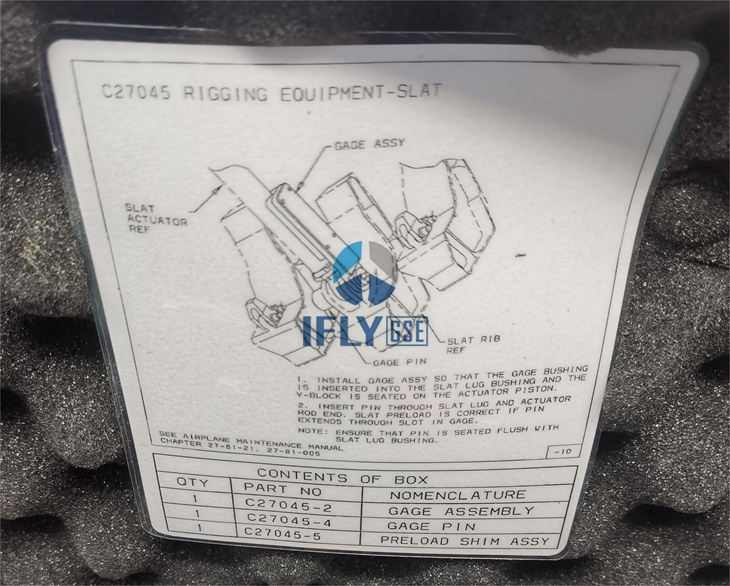 C27045 RIGGING EQUIPMENT-SLAT
GAGE ASSY
SLAT
ACTUATOR
REF
IFLY GSE
SLAT RIB
REF
GAGE PIN
1. INSTALL GAGE ASSY SO THAT THE GAGE BUSHING
IS INSERTED INTO THE SLAT LUG BUSHING AND THE
V-BLOCK IS SEATED ON THE ACTUATOR PISTON.
2. INSERT PIN THROUGH SLAT LUG AND ACTUATOR
ROD END. SLAT PRELOAD IS CORRECT IF PIN
EXTENDS THROUGH SLOT IN GAGE.
NOTE: ENSURE THAT PIN IS SEATED FLUSH WITH
SLAT LUG BUSHING.
SEE AIRPLANE MAINTENANCE MANUAL
CHAPTER 27-81-21, 27-81-005
-10
CONTENTS OF BOX
QTY PART NO NOMENCLATURE
1 C27045-2 GAGE ASSEMBLY
1 C27045-4 GAGE PIN
1 C27045-5 PRELOAD SHIM ASSY